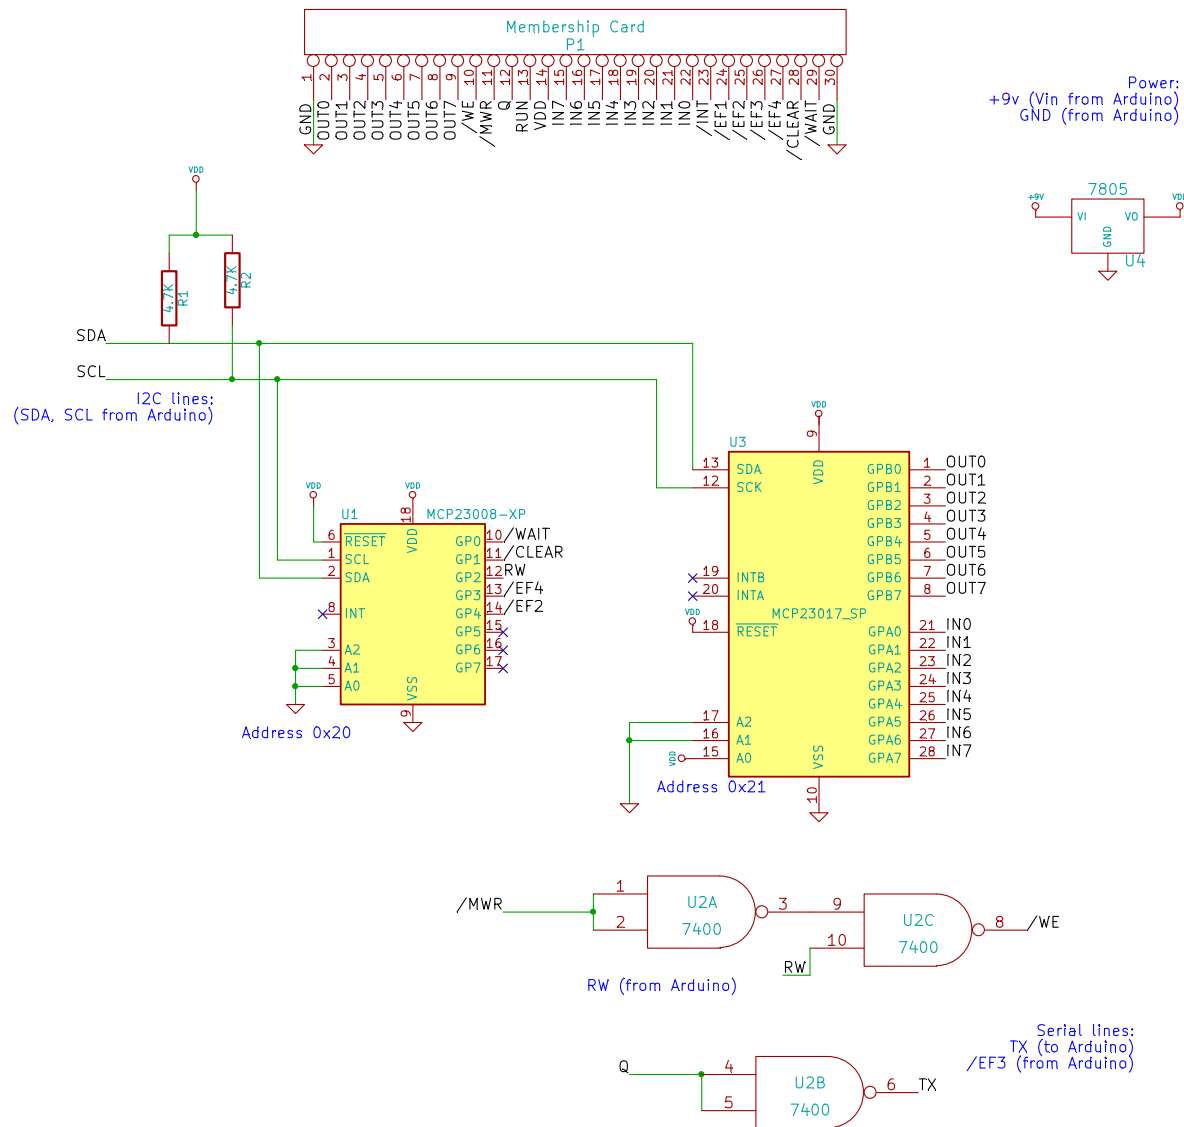 Membership Card
P1
1 2 3 4 5 6 7 8 9 10 11 12 13 14 15 16 17 18 19 20 21 22 23 24 25 26 27 28 29 30
GND OUT0 OUT1 OUT2 OUT3 OUT4 OUT5 OUT6 OUT7 /WE /MWR Q RUN VDD IN7 IN6 IN5 IN4 IN3 IN2 IN1 IN0 /INT /EF1 /EF2 /EF3 /EF4 /CLEAR /WAIT GND
Power:
+9v (Vin from Arduino)
GND (from Arduino)
VDD
7805
+9V VI VO VD
GND
U4
4.7K R1
4.7K R2
SDA
SCL
I2C lines:
(SDA, SCL from Arduino)
VDD VDD
U1 MCP23008-XP
18 VDD
6 RESET GP0 10 /WAIT
1 SCL GP1 11 /CLEAR
2 SDA GP2 12 RW
GP3 13 /EF4
8 INT GP4 14 /EF2
GP5 15
3 A2 GP6 16
4 A1 GP7 17
5 A0
VSS
9
Address 0x20
VDD
9
U3
VDD
13 SDA GPB0 1 OUT0
12 SCK GPB1 2 OUT1
GPB2 3 OUT2
GPB3 4 OUT3
GPB4 5 OUT4
GPB5 6 OUT5
19 INTB GPB6 7 OUT6
20 INTA GPB7 8 OUT7
MCP23017_SP
VDD
18 RESET GPA0 21 IN0
GPA1 22 IN1
GPA2 23 IN2
GPA3 24 IN3
GPA4 25 IN4
17 A2 GPA5 26 IN5
16 A1 GPA6 27 IN6
VDD 15 A0 GPA7 28 IN7
VSS
10
Address 0x21
/MWR
1
2
U2A
7400
3
9
10
RW
U2C
7400
8
/WE
RW (from Arduino)
Serial lines:
TX (to Arduino)
/EF3 (from Arduino)
Q
4
5
U2B
7400
6
TX